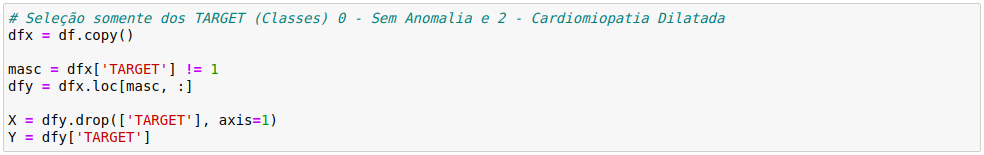 # Seleção somente dos TARGET (Classes) 0 - Sem Anomalia e 2 - Cardiomiopatia Dilatada
dfx = df.copy()
masc = dfx['TARGET'] != 1
dfy = dfx.loc[masc, :]
X = dfy.drop(['TARGET'], axis=1)
Y = dfy['TARGET']